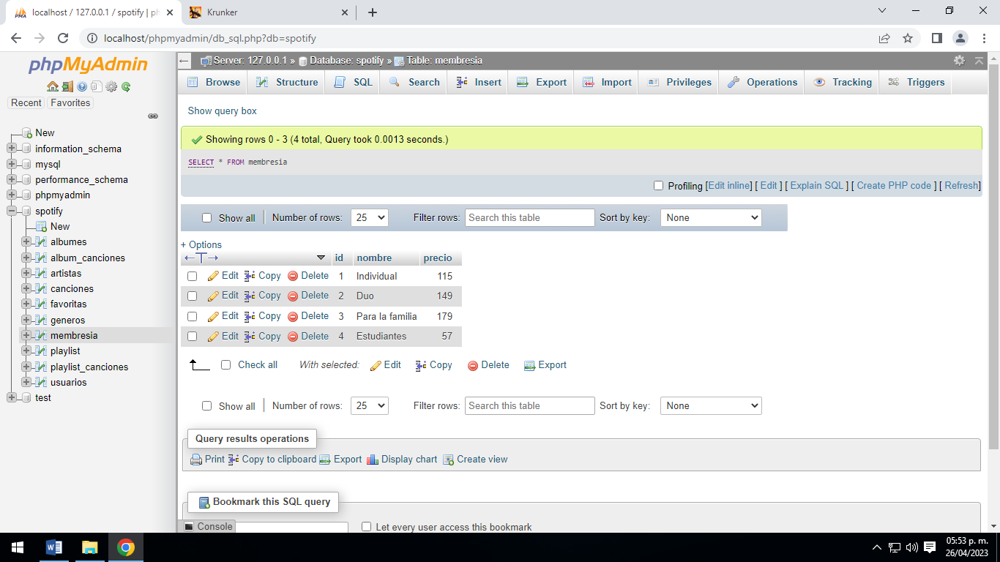 localhost / 127.0.0.1 / spotify | ph
Krunker
localhost/phpmyadmin/db_sql.php?db=spotify
phpMyAdmin
Recent Favorites
New
information_schema
mysql
performance_schema
phpmyadmin
spotify
New
albumes
album_canciones
artistas
canciones
favoritas
generos
membresia
playlist
playlist_canciones
usuarios
test
Server: 127.0.0.1 » Database: spotify » Table: membresia
Browse Structure SQL Search Insert Export Import Privileges Operations Tracking Triggers
Show query box
Showing rows 0 - 3 (4 total, Query took 0.0013 seconds.)
SELECT * FROM membresia
Profiling [Edit inline] [ Edit ] [ Explain SQL ] [ Create PHP code ] [ Refresh]
Show all Number of rows: 25 Filter rows: Search this table Sort by key: None
+ Options
←T→ id nombre precio
Edit Copy Delete 1 Individual 115
Edit Copy Delete 2 Duo 149
Edit Copy Delete 3 Para la familia 179
Edit Copy Delete 4 Estudiantes 57
Check all With selected: Edit Copy Delete Export
Show all Number of rows: 25 Filter rows: Search this table Sort by key: None
Query results operations
Print Copy to clipboard Export Display chart Create view
Bookmark this SQL query
Console
Let every user access this bookmark
05:53 p. m.
26/04/2023